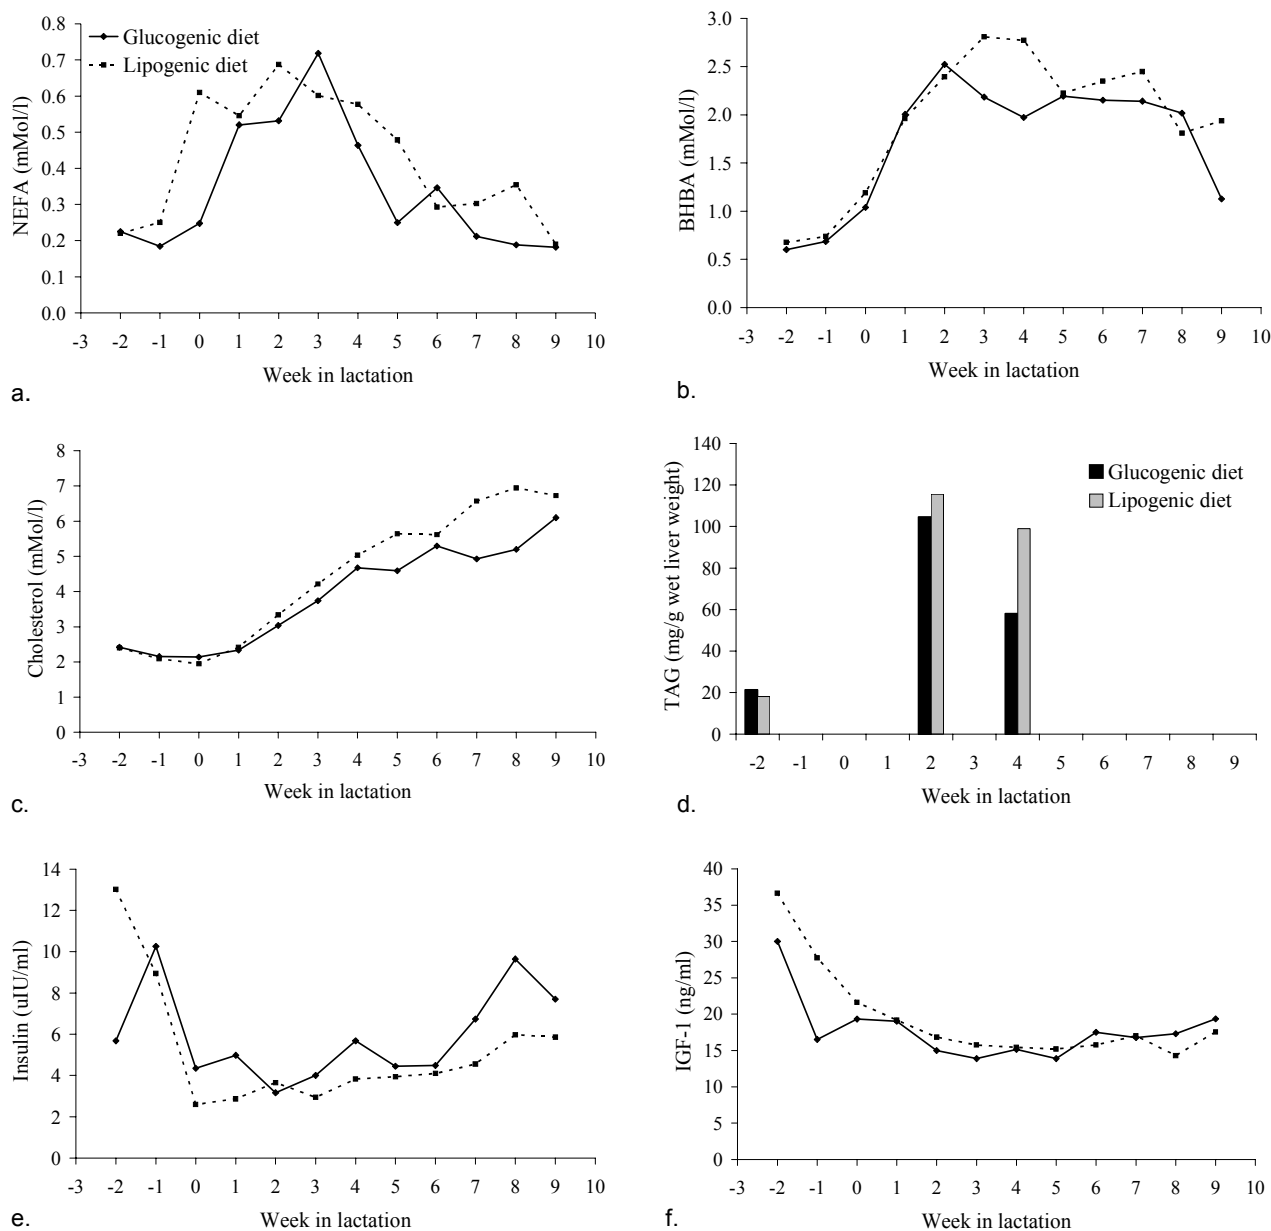 0.8
0.7
0.6
0.5
0.4
0.3
0.2
0.1
0.0
NEFA (mMol/l)
Glucogenic diet
Lipogenic diet
-3 -2 -1 0 1 2 3 4 5 6 7 8 9 10
Week in lactation
a.
3.0
2.5
2.0
1.5
1.0
0.5
0.0
BHBA (mMol/l)
-3 -2 -1 0 1 2 3 4 5 6 7 8 9 10
Week in lactation
b.
8
7
6
5
4
3
2
1
0
Cholesterol (mMol/l)
-3 -2 -1 0 1 2 3 4 5 6 7 8 9 10
Week in lactation
c.
140
120
100
80
60
40
20
0
TAG (mg/g wet liver weight)
Glucogenic diet
Lipogenic diet
-2 -1 0 1 2 3 4 5 6 7 8 9
Week in lactation
d.
14
12
10
8
6
4
2
0
Insulin (uIU/ml)
-3 -2 -1 0 1 2 3 4 5 6 7 8 9 10
Week in lactation
e.
40
35
30
25
20
15
10
5
0
IGF-1 (ng/ml)
-3 -2 -1 0 1 2 3 4 5 6 7 8 9 10
Week in lactation
f.